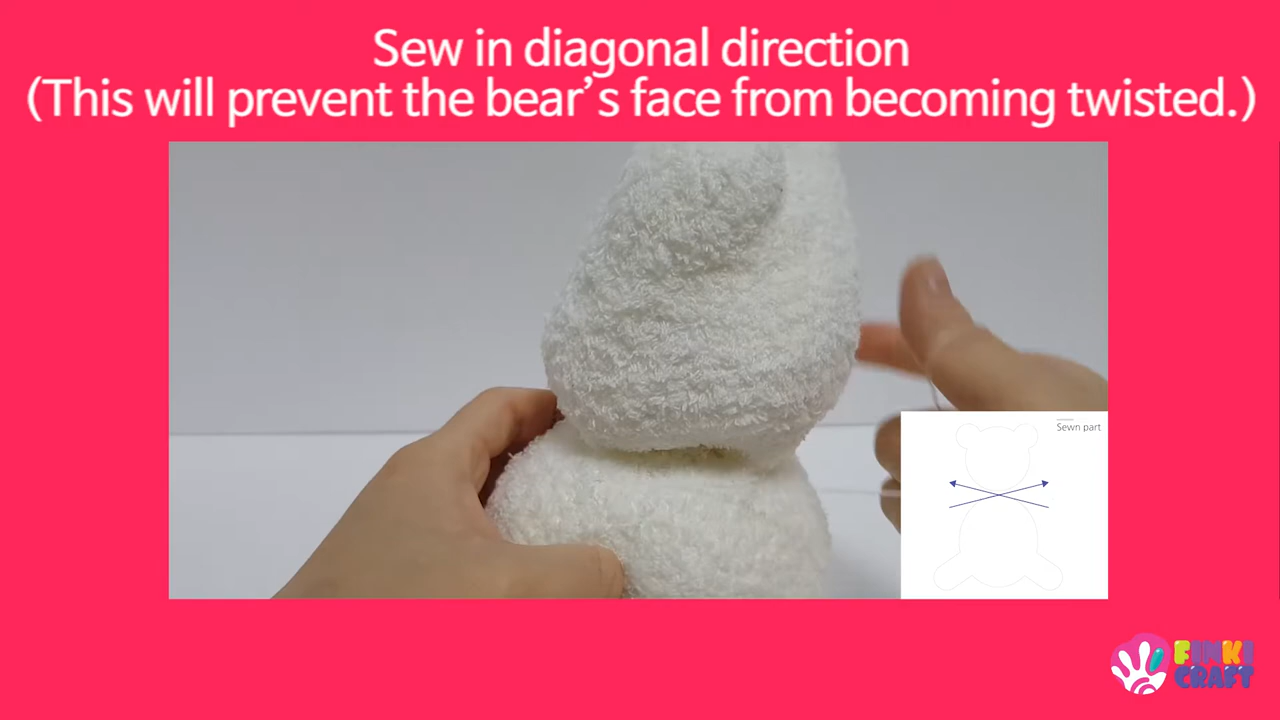 Sew in diagonal direction
(This will prevent the bear's face from becoming twisted.)
Sewn part
FINKI
CRAFT